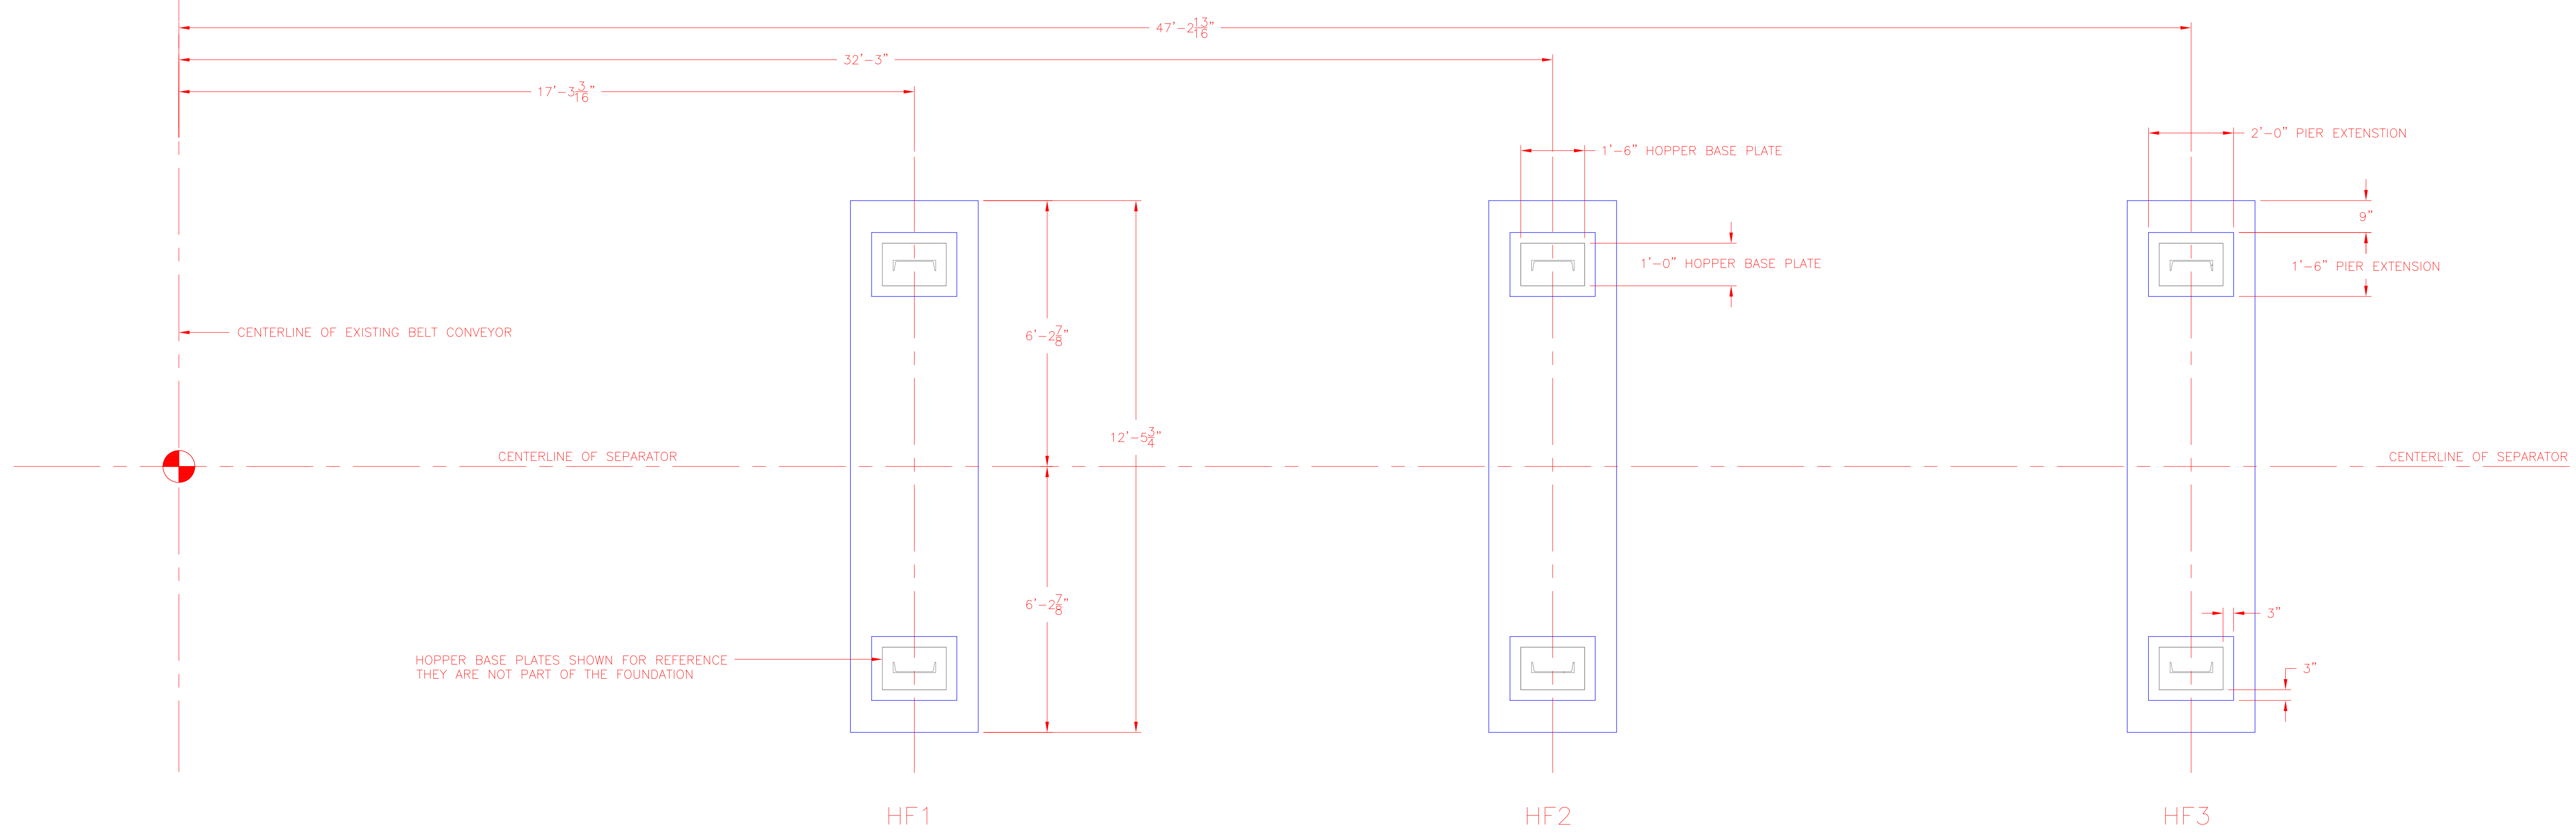 47'-2 13/16"
32'-3"
17'-3 3/16"
2'-0" PIER EXTENSTION
1'-6" HOPPER BASE PLATE
9"
1'-0" HOPPER BASE PLATE
1'-6" PIER EXTENSION
CENTERLINE OF EXISTING BELT CONVEYOR
6'-2 7/8"
12'-5 3/4"
CENTERLINE OF SEPARATOR
CENTERLINE OF SEPARATOR
6'-2 7/8"
3"
HOPPER BASE PLATES SHOWN FOR REFERENCE
THEY ARE NOT PART OF THE FOUNDATION
3"
HF1
HF2
HF3